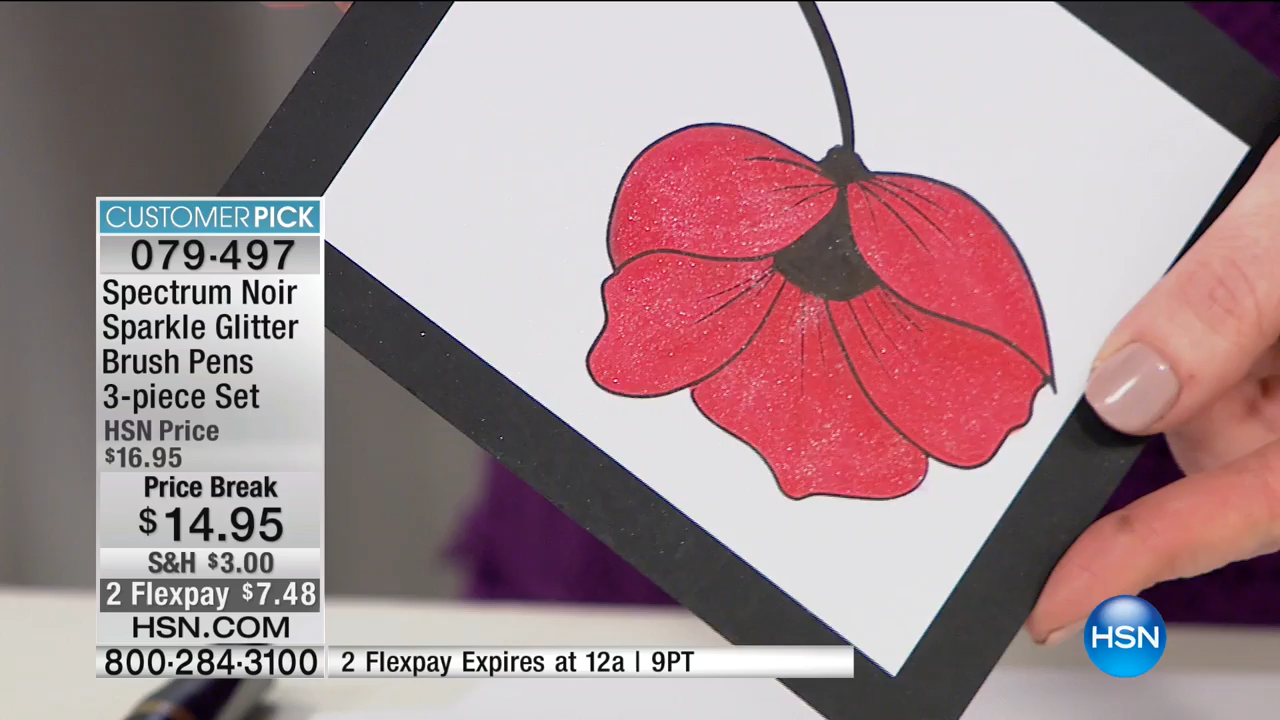 CUSTOMERPICK
079•497
Spectrum Noir
Sparkle Glitter
Brush Pens
3-piece Set
HSN Price
$16.95
Price Break
$14.95
S&H $3.00
2 Flexpay $7.48
HSN.COM
800•284•3100
2 Flexpay Expires at 12a | 9PT
HSN